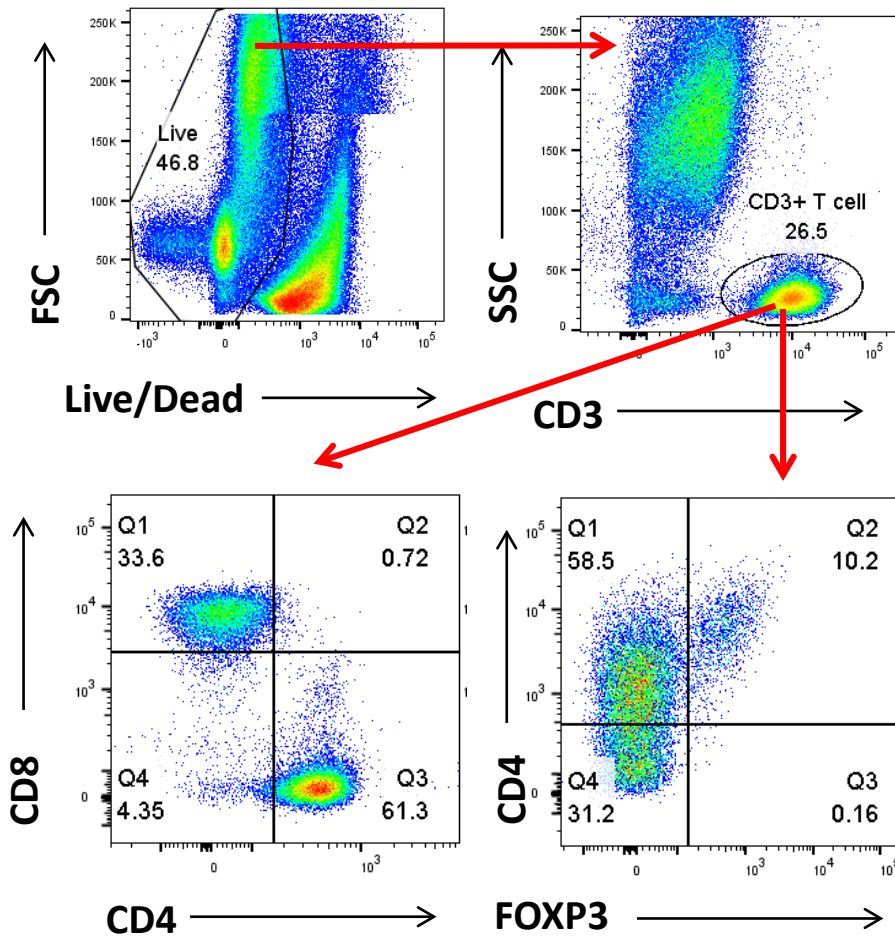 FSC
250K
200K
150K
100K
50K
0
Live
46.8
-10³
0
10³
10⁴
10⁵
Live/Dead
SSC
250K
200K
150K
100K
50K
0
CD3+ T cell
26.5
10³
10⁴
10⁵
CD3
CD8
10⁵
10⁴
10³
0
Q1
33.6
Q2
0.72
Q4
4.35
Q3
61.3
0
10³
CD4
CD4
10⁵
10⁴
10³
0
Q1
58.5
Q2
10.2
Q4
31.2
Q3
0.16
0
10³
10⁴
10⁵
FOXP3